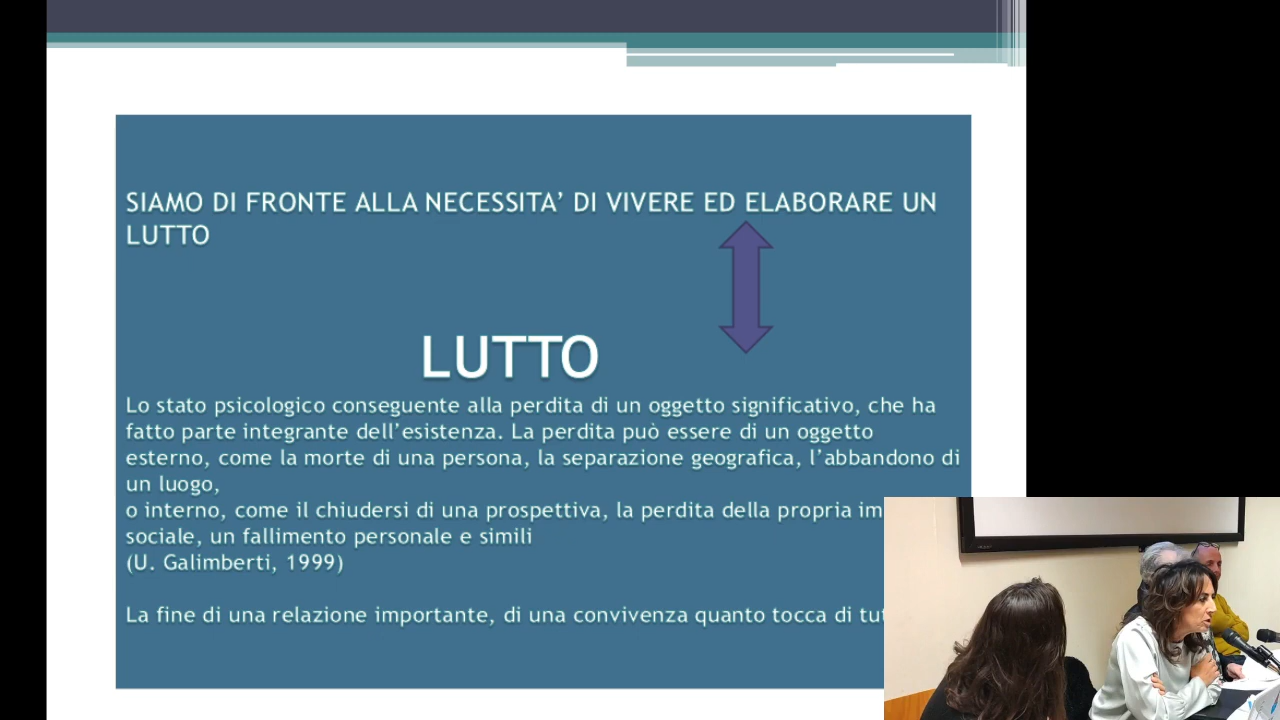 SIAMO DI FRONTE ALLA NECESSITA' DI VIVERE ED ELABORARE UN
LUTTO
LUTTO
Lo stato psicologico conseguente alla perdita di un oggetto significativo, che ha
fatto parte integrante dell'esistenza. La perdita può essere di un oggetto
esterno, come la morte di una persona, la separazione geografica, l'abbandono di
un luogo,
o interno, come il chiudersi di una prospettiva, la perdita della propria
sociale, un fallimento personale e simili
(U. Galimberti, 1999)
La fine di una relazione importante, di una convivenza quanto tocca di